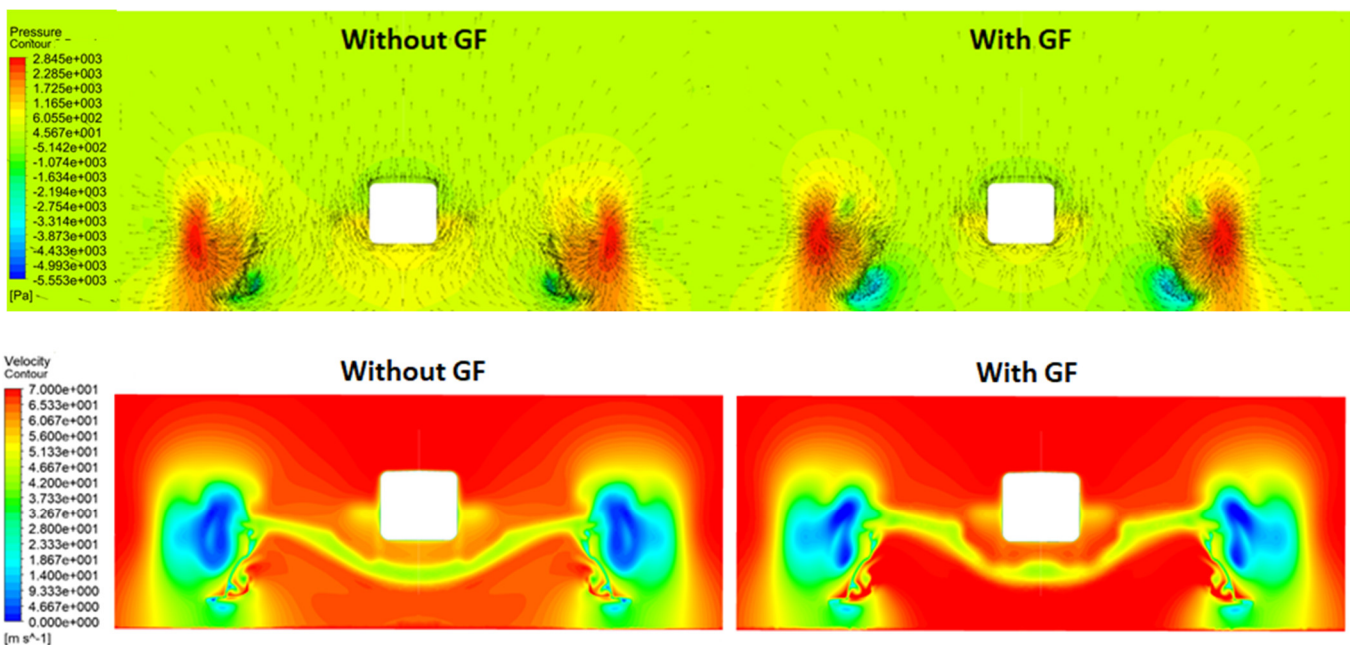 Without GF
With GF
Pressure
Contour
2.845e+003
2.285e+003
1.725e+003
1.165e+003
6.055e+002
4.567e+001
-5.142e+002
-1.074e+003
-1.634e+003
-2.194e+003
-2.754e+003
-3.314e+003
-3.873e+003
-4.433e+003
-4.993e+003
-5.553e+003
[Pa]
Without GF
With GF
Velocity
Contour
7.000e+001
6.533e+001
6.067e+001
5.600e+001
5.133e+001
4.667e+001
4.200e+001
3.733e+001
3.267e+001
2.800e+001
2.333e+001
1.867e+001
1.400e+001
9.333e+000
4.667e+000
0.000e+000
[m s^-1]